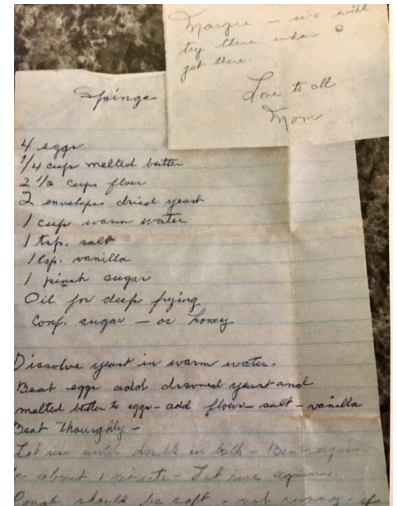 Margie - we will
try these when I
get there.
Love to all
Mom
Spinge
4 eggs
1/4 cup melted butter
2 1/2 cups flour
2 envelopes dried yeast
1 cup warm water
1 tsp. salt
1 tsp. vanilla
1 pinch sugar
Oil for deep frying
Conf. sugar - or honey
Dissolve yeast in warm water.
Beat eggs add dissolved yeast and
melted butter to eggs - add flour - salt - vanilla
Beat thoroughly -
Let rise until double in bulk - Beat again
for about 1 minute - Let rise again.
Dough should be soft - not runny - if